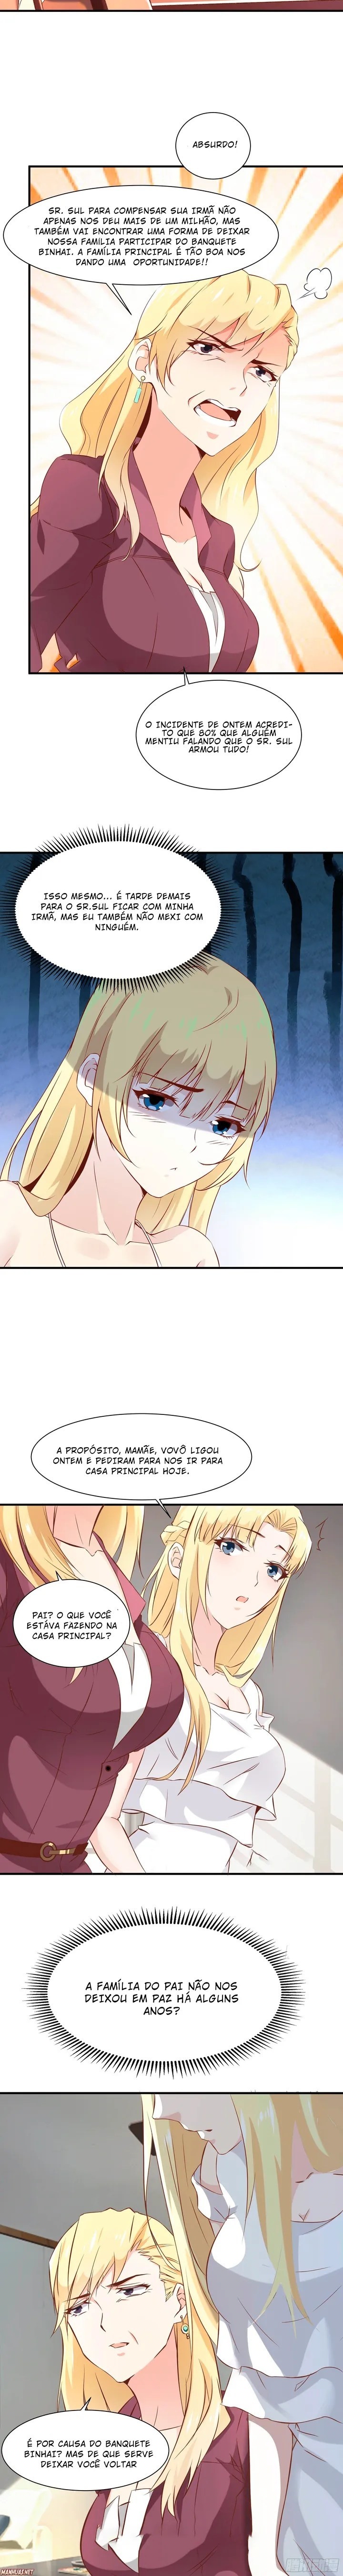 ABSURDO!
SR. SUL PARA COMPENSAR SUA IRMÃ NÃO
APENAS NOS DEU MAIS DE UM MILHÃO, MAS
TAMBÉM VAI ENCONTRAR UMA FORMA DE DEIXAR
NOSSA FAMÍLIA PARTICIPAR DO BANQUETE
BINHAI. A FAMÍLIA PRINCIPAL É TÃO BOA NOS
DANDO UMA OPORTUNIDADE!!
O INCIDENTE DE ONTEM ACREDI-
TO QUE 80% QUE ALGUÉM
MENTIU FALANDO QUE O SR. SUL
ARMOU TUDO!
ISSO MESMO... É TARDE DEMAIS
PARA O SR.SUL FICAR COM MINHA
IRMÃ, MAS EU TAMBÉM NÃO MEXI COM
NINGUÉM.
A PROPÓSITO, MAMÃE, VOVÔ LIGOU
ONTEM E PEDIRAM PARA NOS IR PARA
CASA PRINCIPAL HOJE.
PAI? O QUE VOCÊ
ESTÁVA FAZENDO NA
CASA PRINCIPAL?
A FAMÍLIA DO PAI NÃO NOS
DEIXOU EM PAZ HÁ ALGUNS
ANOS?
É POR CAUSA DO BANQUETE
BINHAI? MAS DE QUE SERVE
DEIXAR VOCÊ VOLTAR
MANHUA.NET